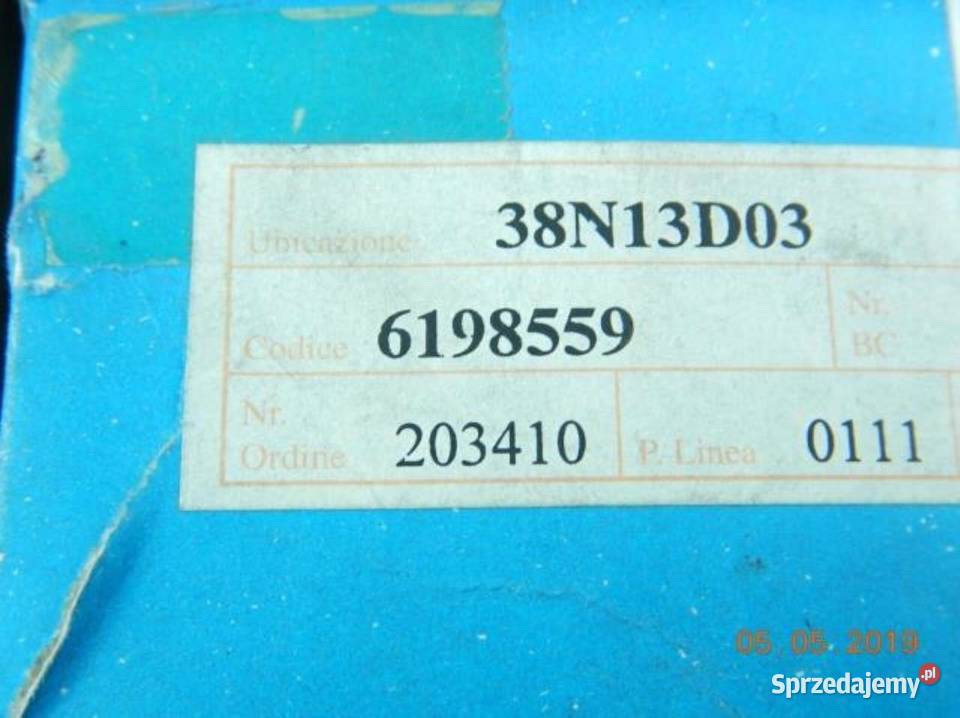 Ubicazione 38N13D03
Codice 6198559
Nr.
BC
Nr.
Ordine 203410
P. Linea 0111
05.05.2019
Sprzedajemy.pl